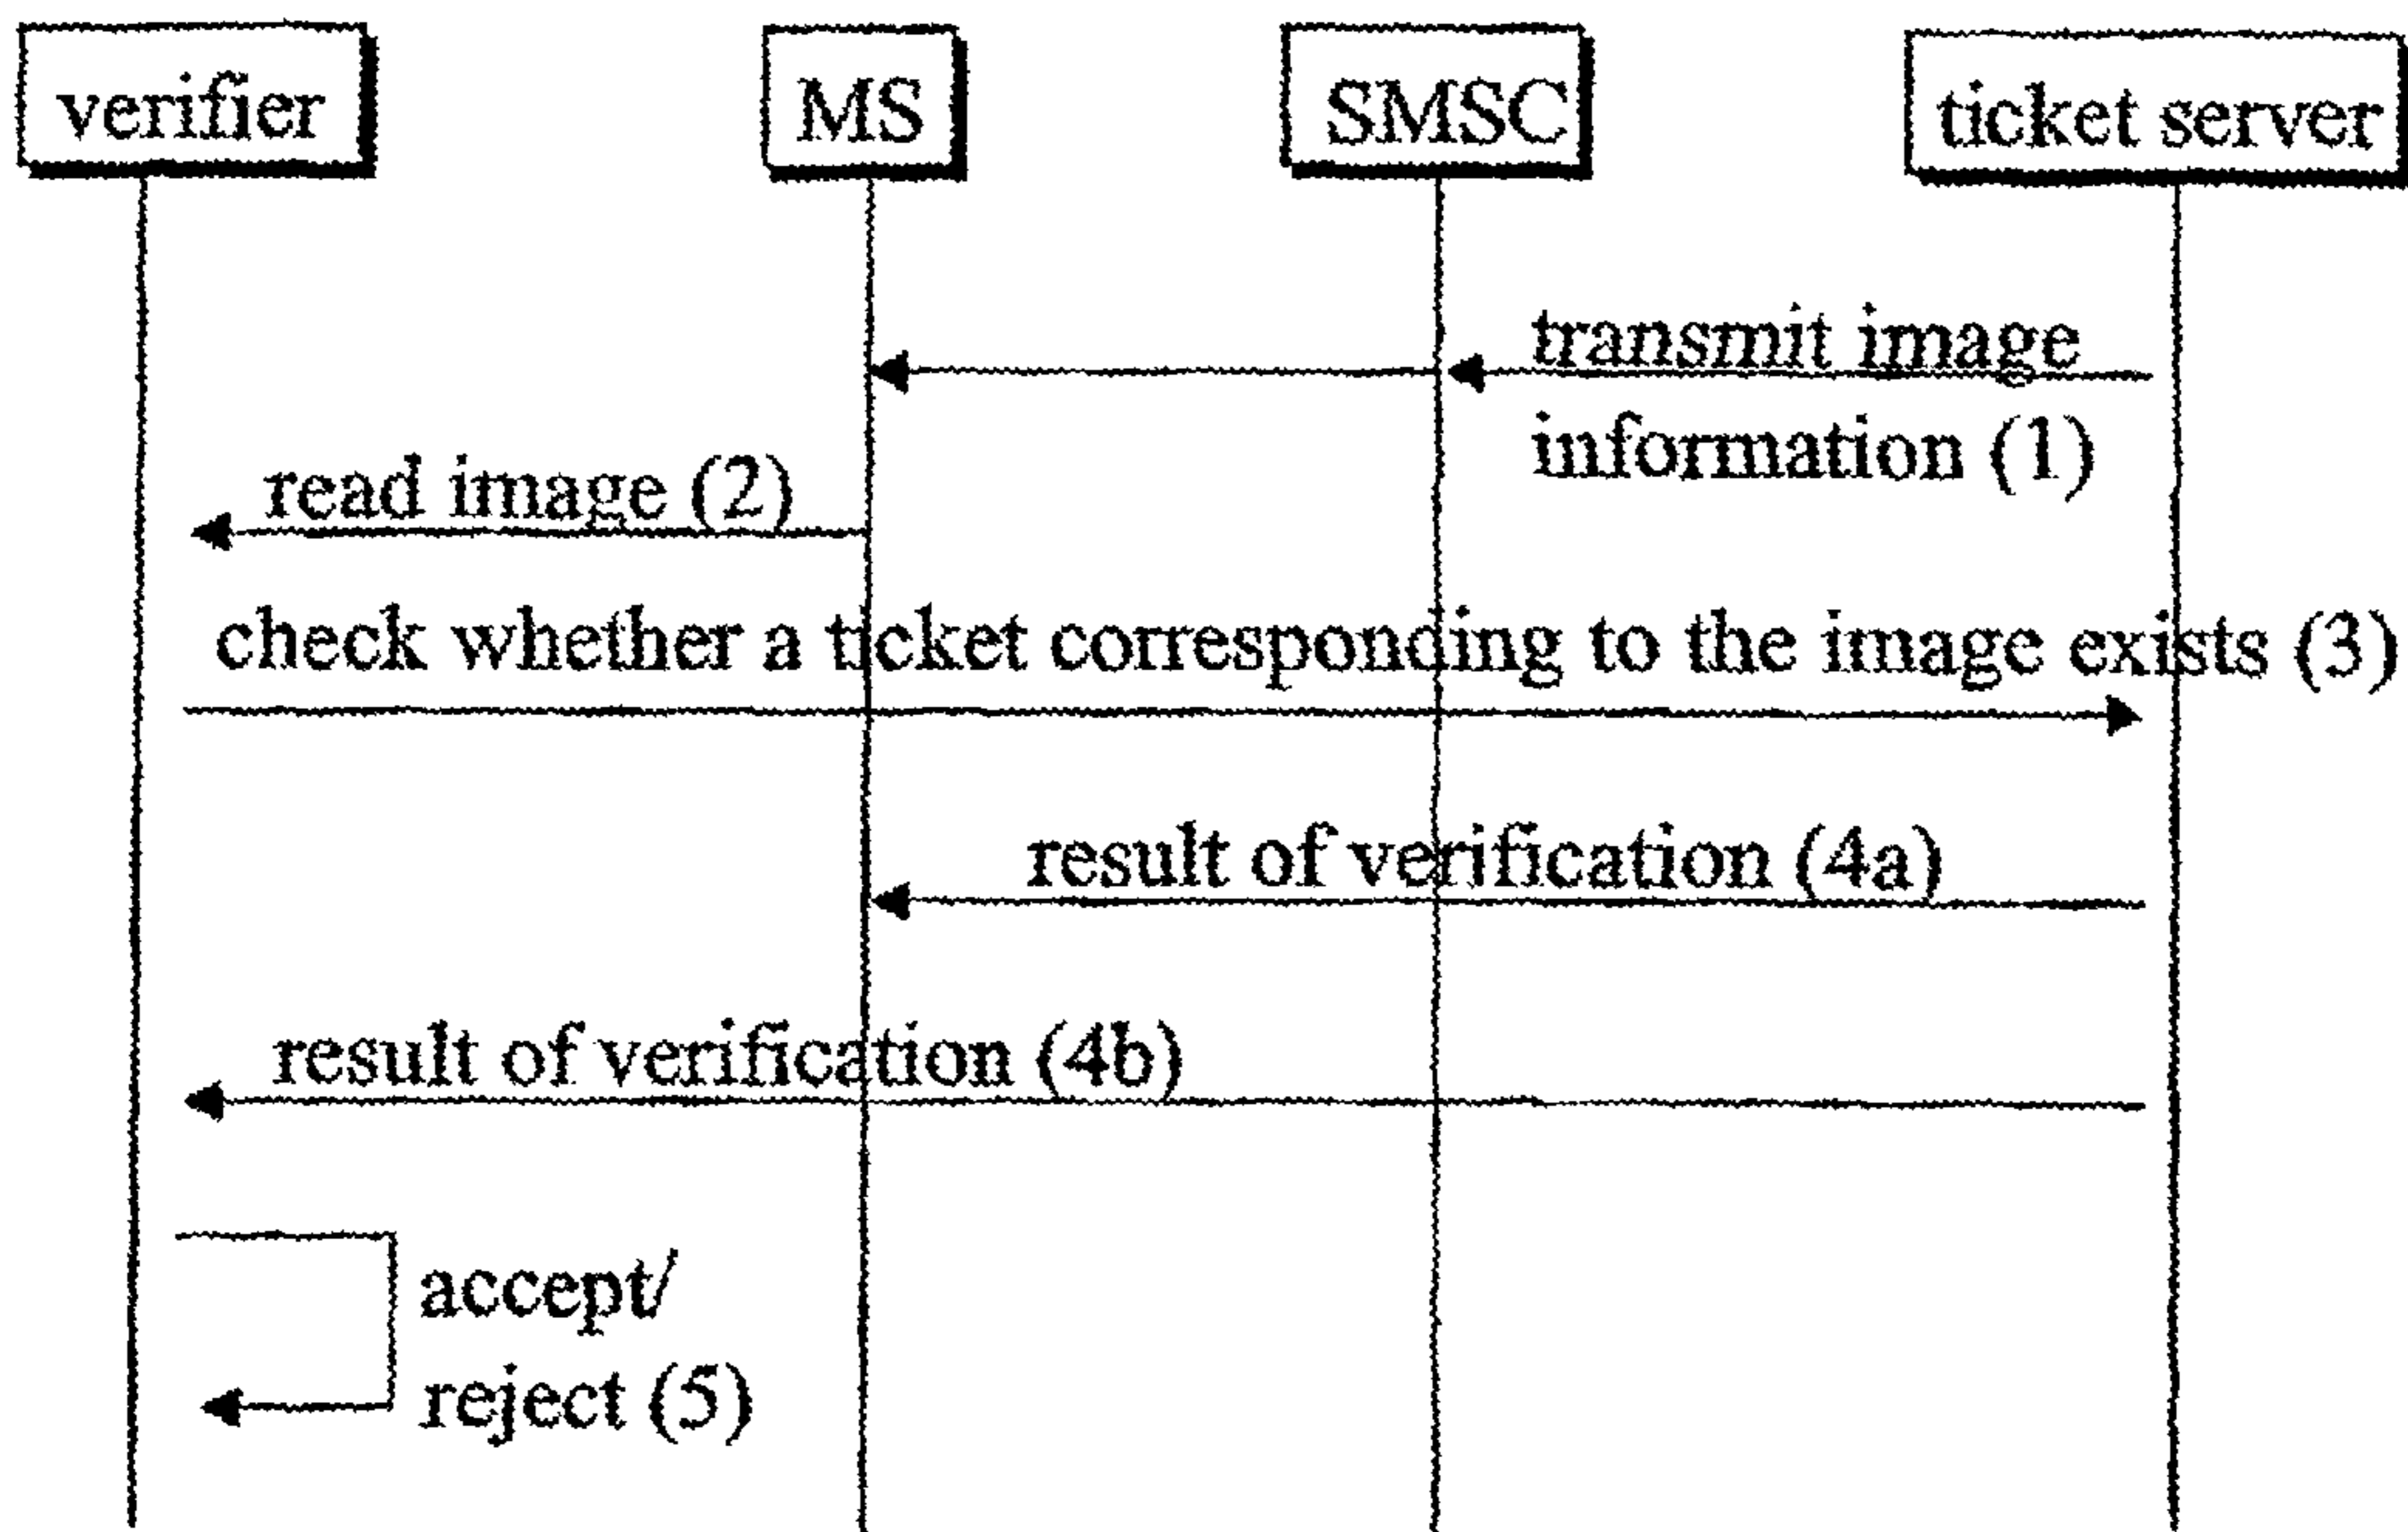 verifier
MS
SMSC
ticket server
transmit image
information (1)
read image (2)
check whether a ticket corresponding to the image exists (3)
result of verification (4a)
result of verification (4b)
accept/
reject (5)